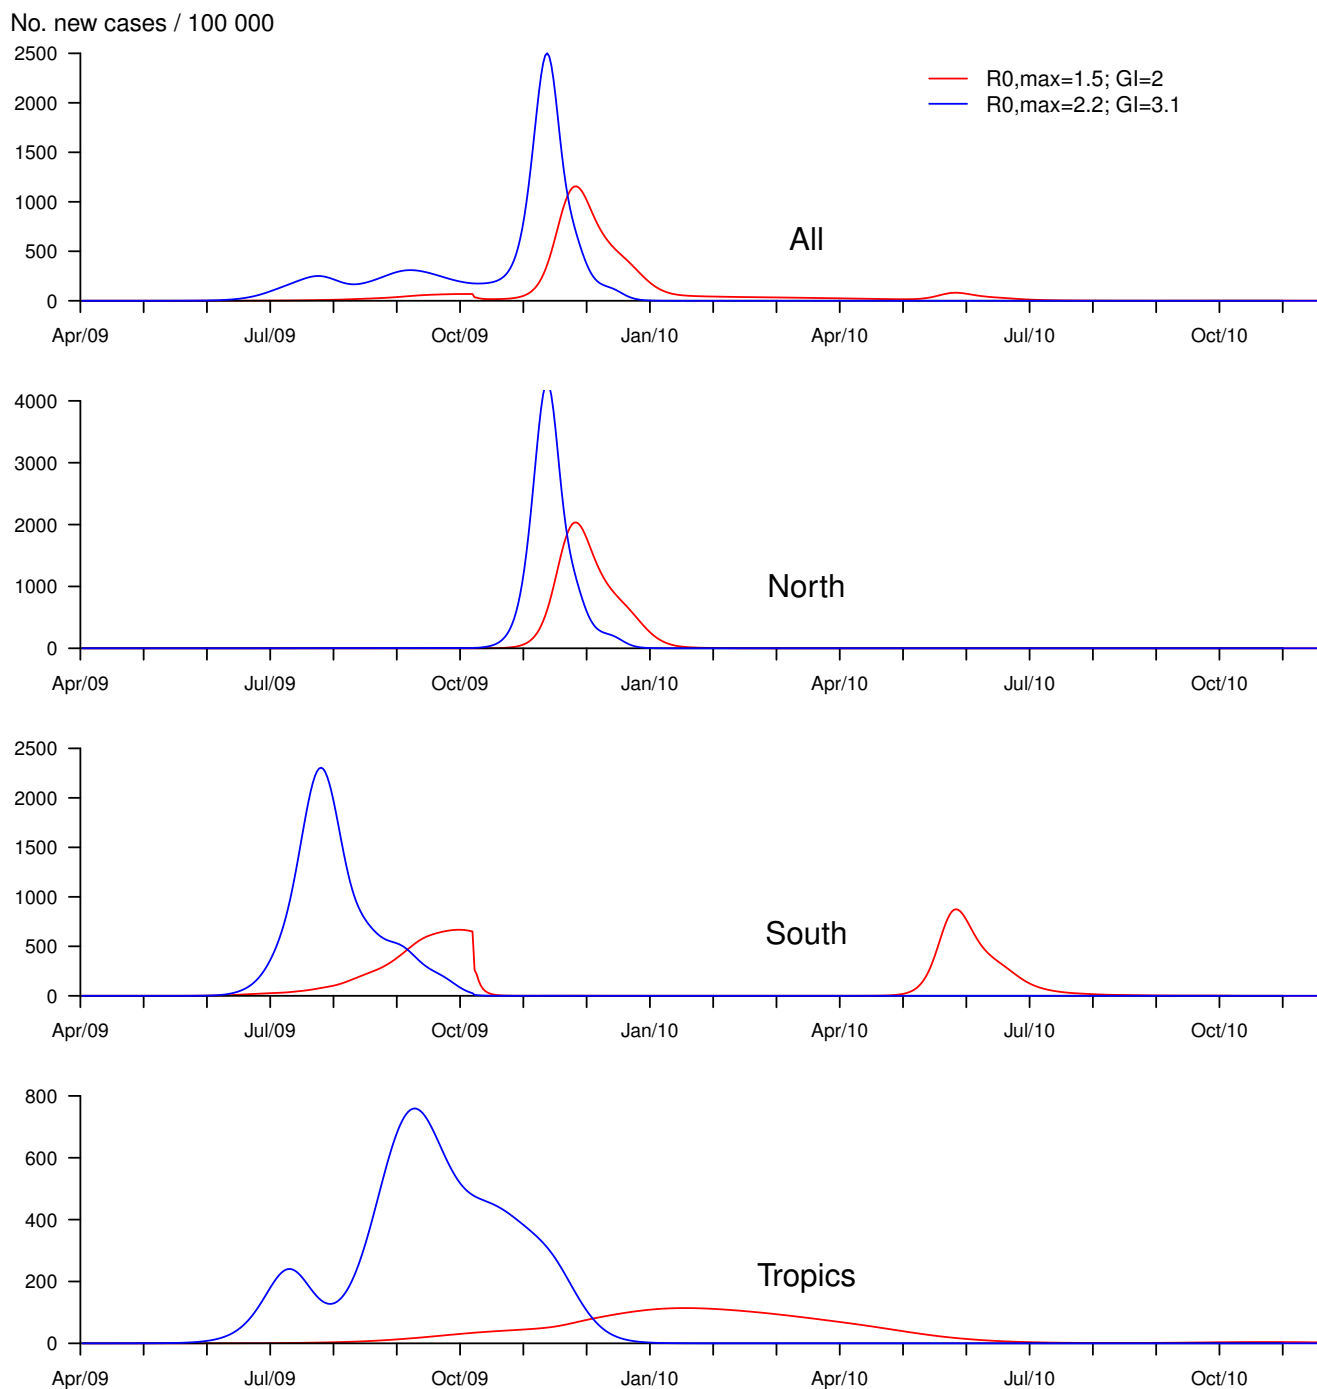 No. new cases / 100 000
2500
2000
1500
1000
500
0
R0,max=1.5; GI=2
R0,max=2.2; GI=3.1
All
Apr/09 Jul/09 Oct/09 Jan/10 Apr/10 Jul/10 Oct/10
4000
3000
2000
1000
0
North
Apr/09 Jul/09 Oct/09 Jan/10 Apr/10 Jul/10 Oct/10
2500
2000
1500
1000
500
0
South
Apr/09 Jul/09 Oct/09 Jan/10 Apr/10 Jul/10 Oct/10
800
600
400
200
0
Tropics
Apr/09 Jul/09 Oct/09 Jan/10 Apr/10 Jul/10 Oct/10